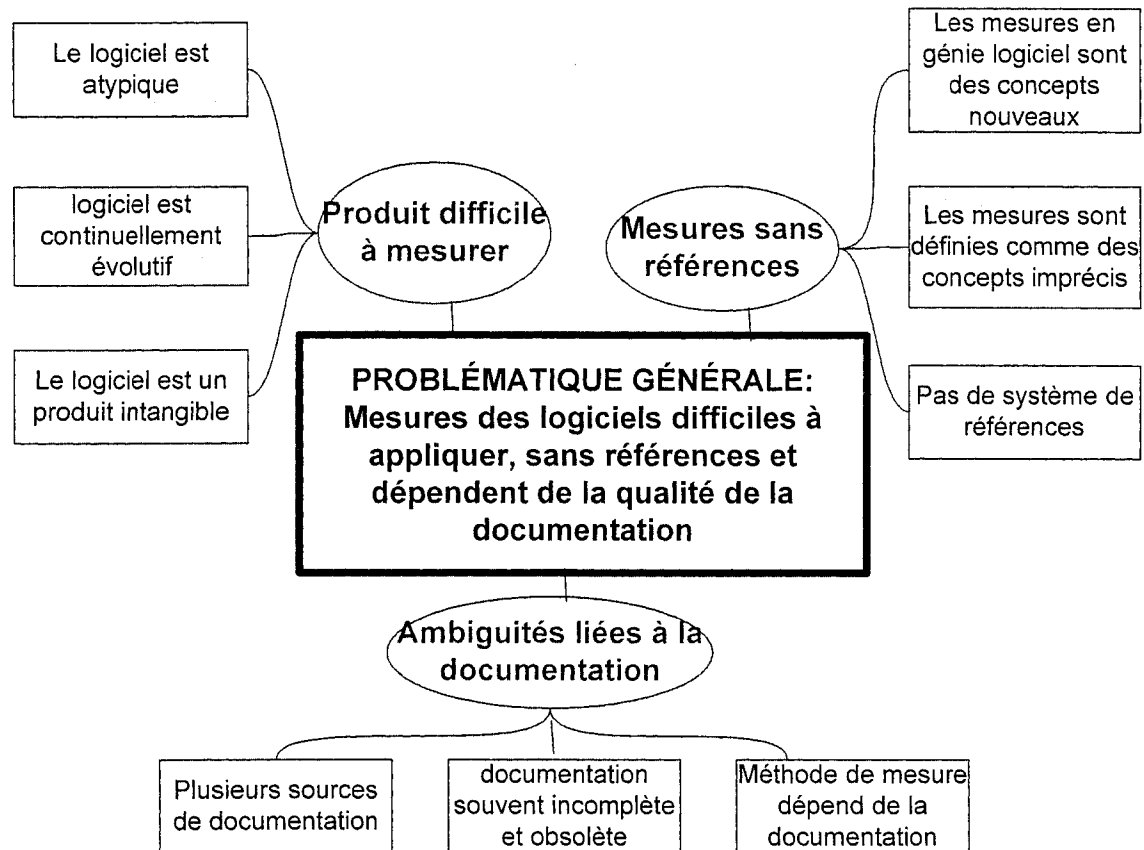 Le logiciel est
atypique
logiciel est
continuellement
évolutif
Le logiciel est un
produit intangible
Produit difficile
à mesurer
Mesures sans
références
Les mesures en
génie logiciel sont
des concepts
nouveaux
Les mesures sont
définies comme des
concepts imprécis
Pas de système de
références
PROBLÉMATIQUE GÉNÉRALE:
Mesures des logiciels difficiles à
appliquer, sans références et
dépendent de la qualité de la
documentation
Ambiguités liées à la
documentation
Plusieurs sources
de documentation
documentation
souvent incomplète
et obsolète
Méthode de mesure
dépend de la
documentation